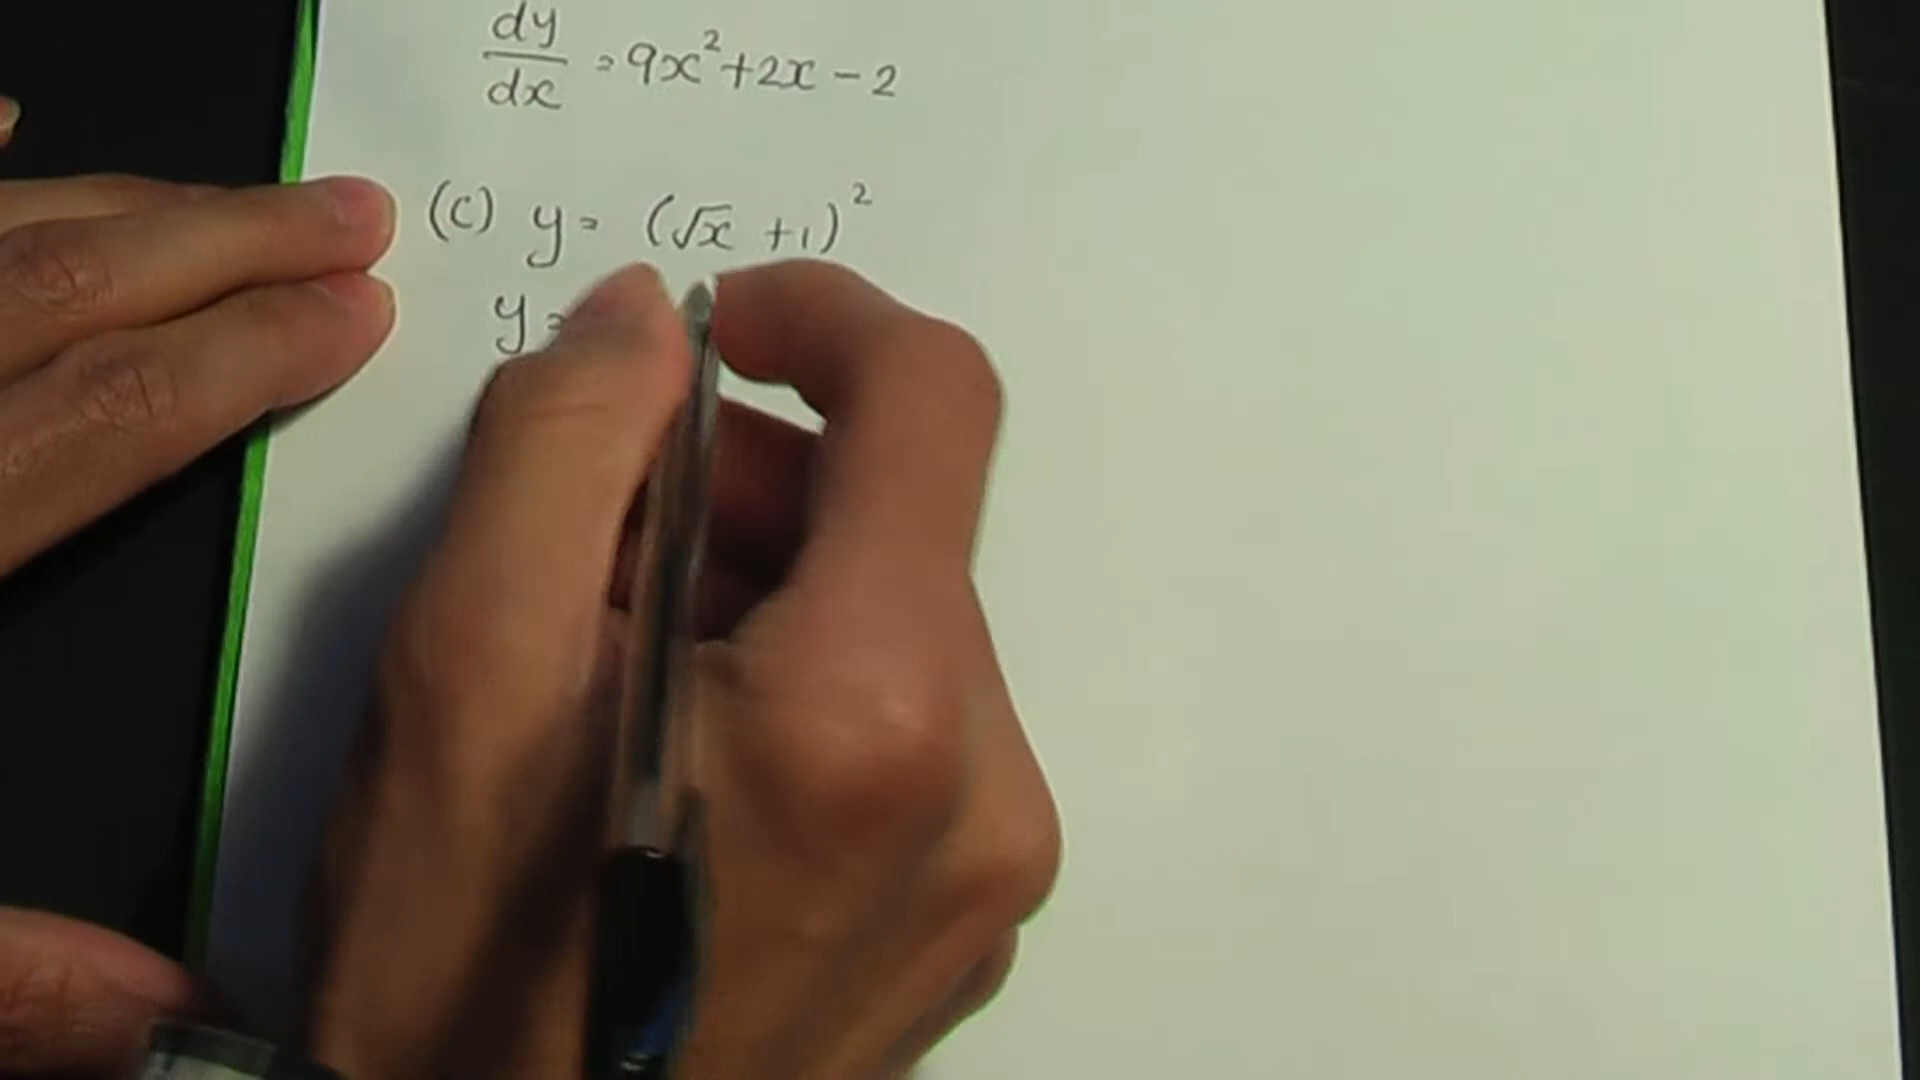 dy/dx = 9x² + 2x - 2
(c) y = (√x + 1)²
y =